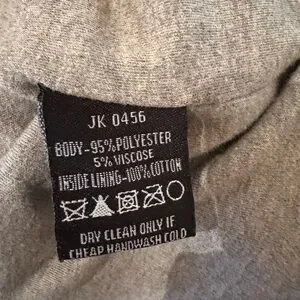 JK 0456
BODY-95%POLYESTER
5% VISCOSE
INSIDE LINING-100%COTTON
DRY CLEAN ONLY IF
CHEAP HANDWASH COLD